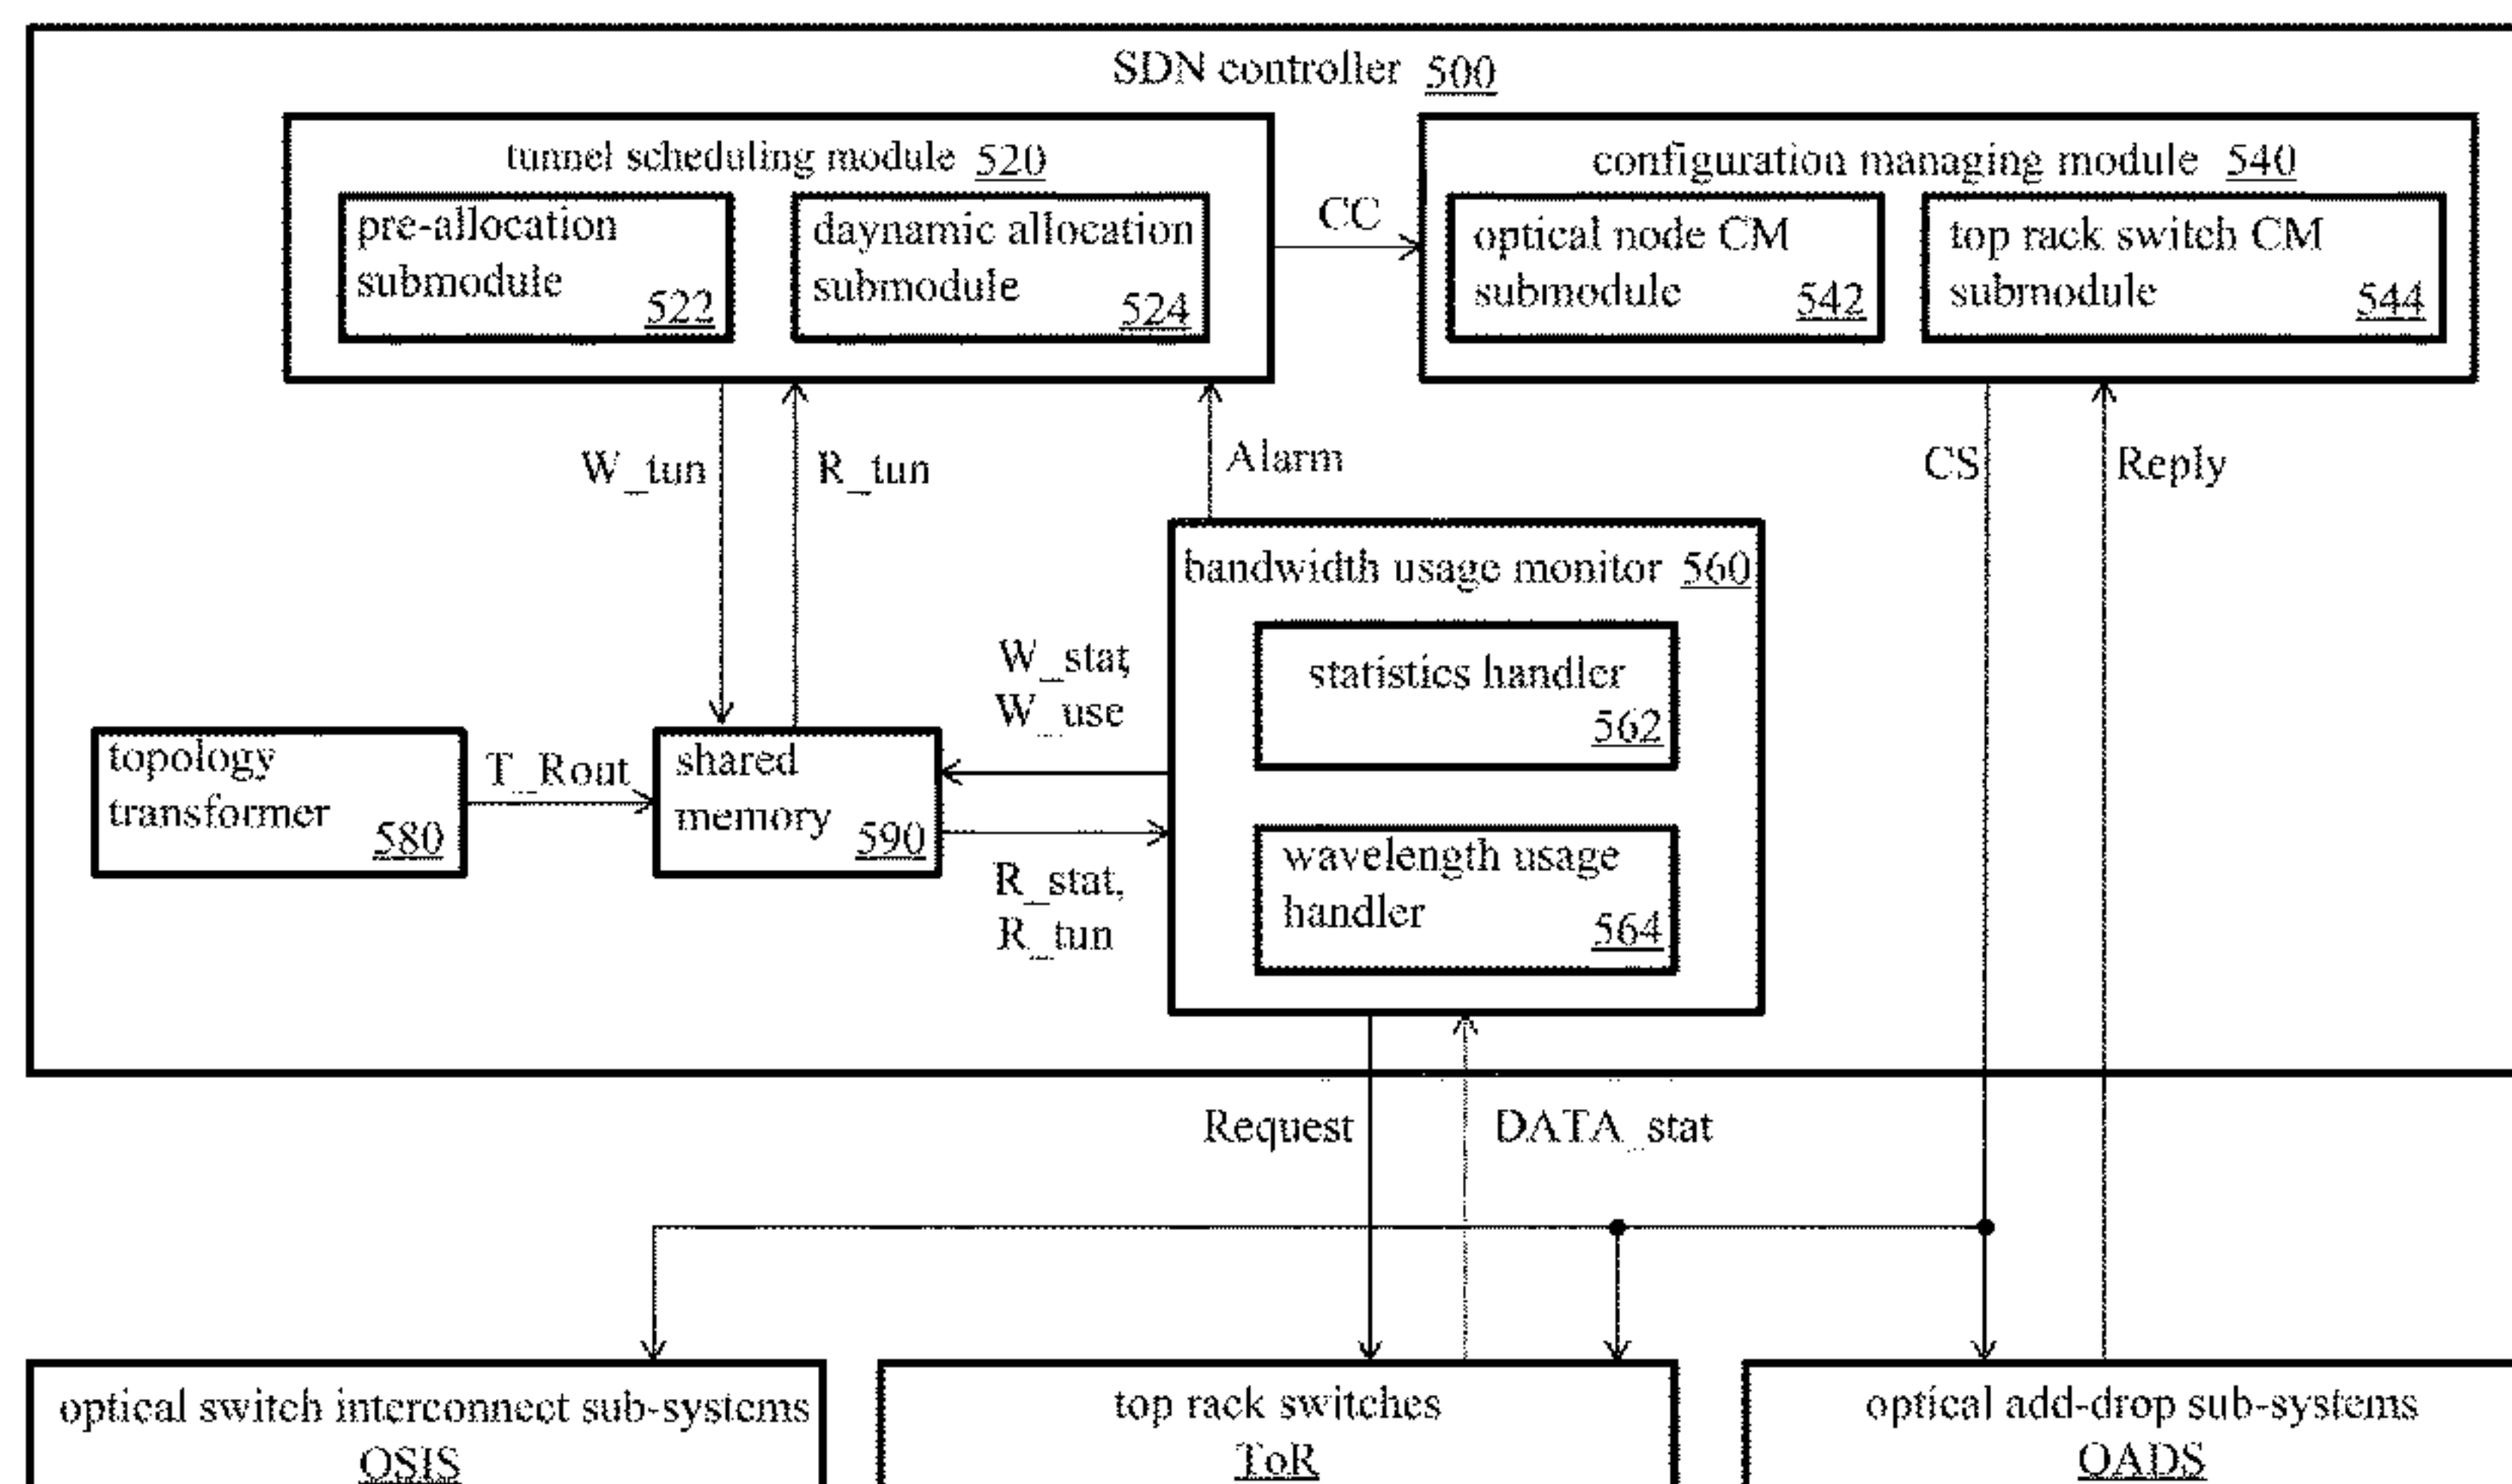 SDN controller 500
tunnel scheduling module 520
configuration managing module 540
pre-allocation
submodule
522
daynamic allocation
submodule
524
CC
optical node CM
submodule
542
top rack switch CM
submodule
544
W_tun
R_tun
Alarm
CS
Reply
bandwidth usage monitor 560
statistics handler
562
W_stat,
W_use
topology
transformer
580
T_Rout
shared
memory
590
wavelength usage
handler
564
R_stat,
R_tun
Request
DATA_stat
optical switch interconnect sub-systems
OSIS
top rack switches
ToR
optical add-drop sub-systems
OADS